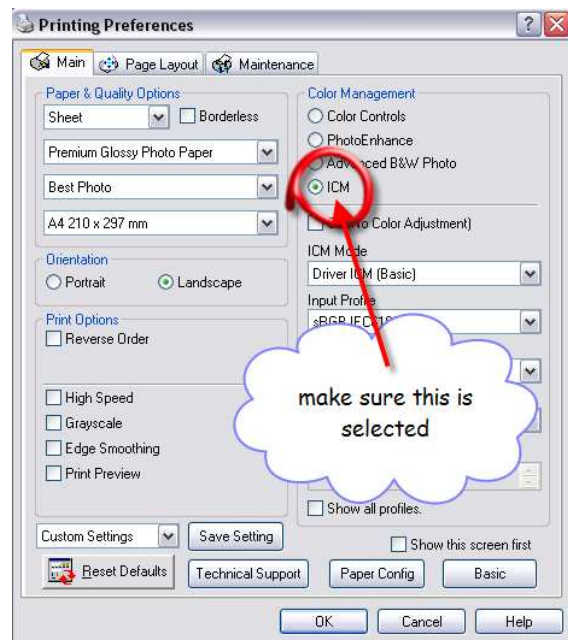 Printing Preferences
Main
Page Layout
Maintenance
Paper & Quality Options
Sheet
Borderless
Premium Glossy Photo Paper
Best Photo
A4 210 x 297 mm
Orientation
Portrait
Landscape
Print Options
Reverse Order
High Speed
Grayscale
Edge Smoothing
Print Preview
Custom Settings
Save Setting
Reset Defaults
Technical Support
Color Management
Color Controls
PhotoEnhance
Advanced B&W Photo
ICM
Color Adjustment)
ICM Mode
Driver ICM (Basic)
Input Profile
sRGB
make sure this is
selected
Show all profiles.
Show this screen first
Paper Config
Basic
OK
Cancel
Help